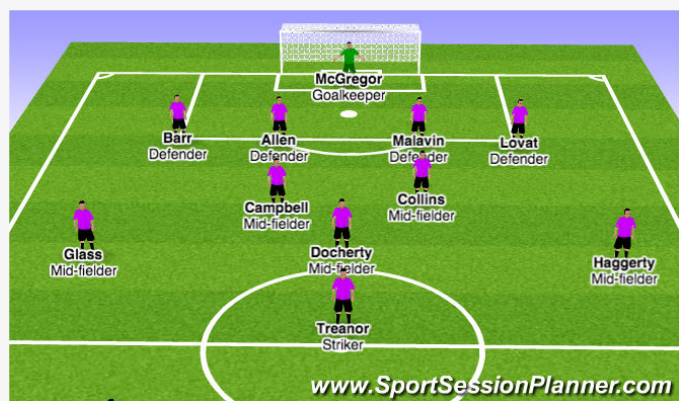 McGregor
Goalkeeper
Barr
Defender
Allen
Defender
Malavin
Defender
Lovat
Defender
Campbell
Mid-fielder
Collins
Mid-fielder
Glass
Mid-fielder
Docherty
Mid-fielder
Haggerty
Mid-fielder
Treanor
Striker
www.SportSessionPlanner.com